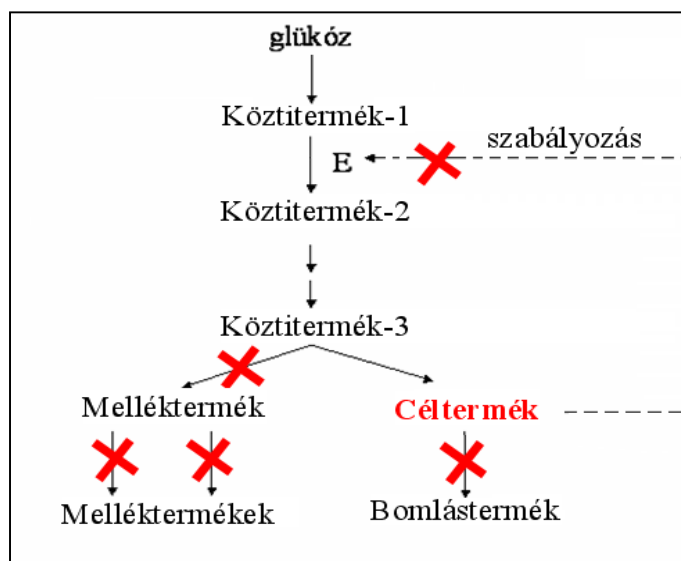 glükóz
Köztitermék-1
szabályozás
E
Köztitermék-2
Köztitermék-3
Melléktermék
Céltermék
Melléktermékek
Bomlástermék